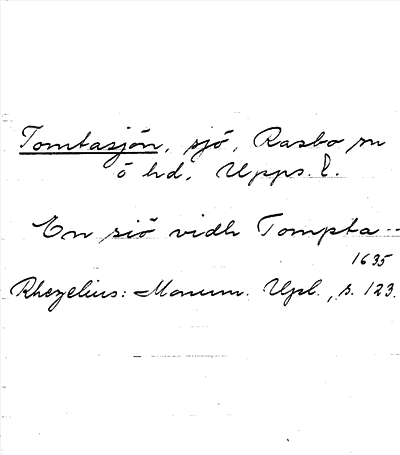 Tomtasjön, sjö, Rasbo sn
o hd, Upps. l.
En siö vidh Tompta --
1635
Rhezelius: Monum. Upl., s. 123.